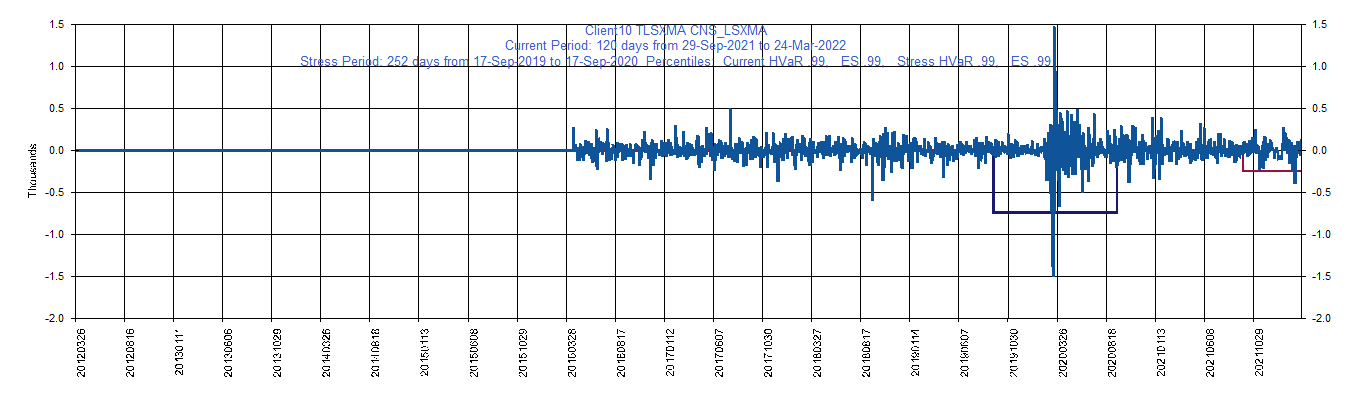 Client10 TLSXMA CNS_LSXMA
Current Period: 120 days from 29-Sep-2021 to 24-Mar-2022
Stress Period: 252 days from 17-Sep-2019 to 17-Sep-2020 Percentiles: Current HVaR .99, ES .99, Stress HVaR .99, ES .99
1.5 1.5
1.0 1.0
0.5 0.5
0.0 0.0
-0.5 -0.5
-1.0 -1.0
-1.5 -1.5
-2.0 -2.0
Thousands
20120326 20120816 20130111 20130606 20131029 20140326 20140818 20150113 20150608 20151029 20160328 20160817 20170112 20170607 20171030 20180327 20180817 20190114 20190607 20191030 20200326 20200818 20210113 20210608 20211029